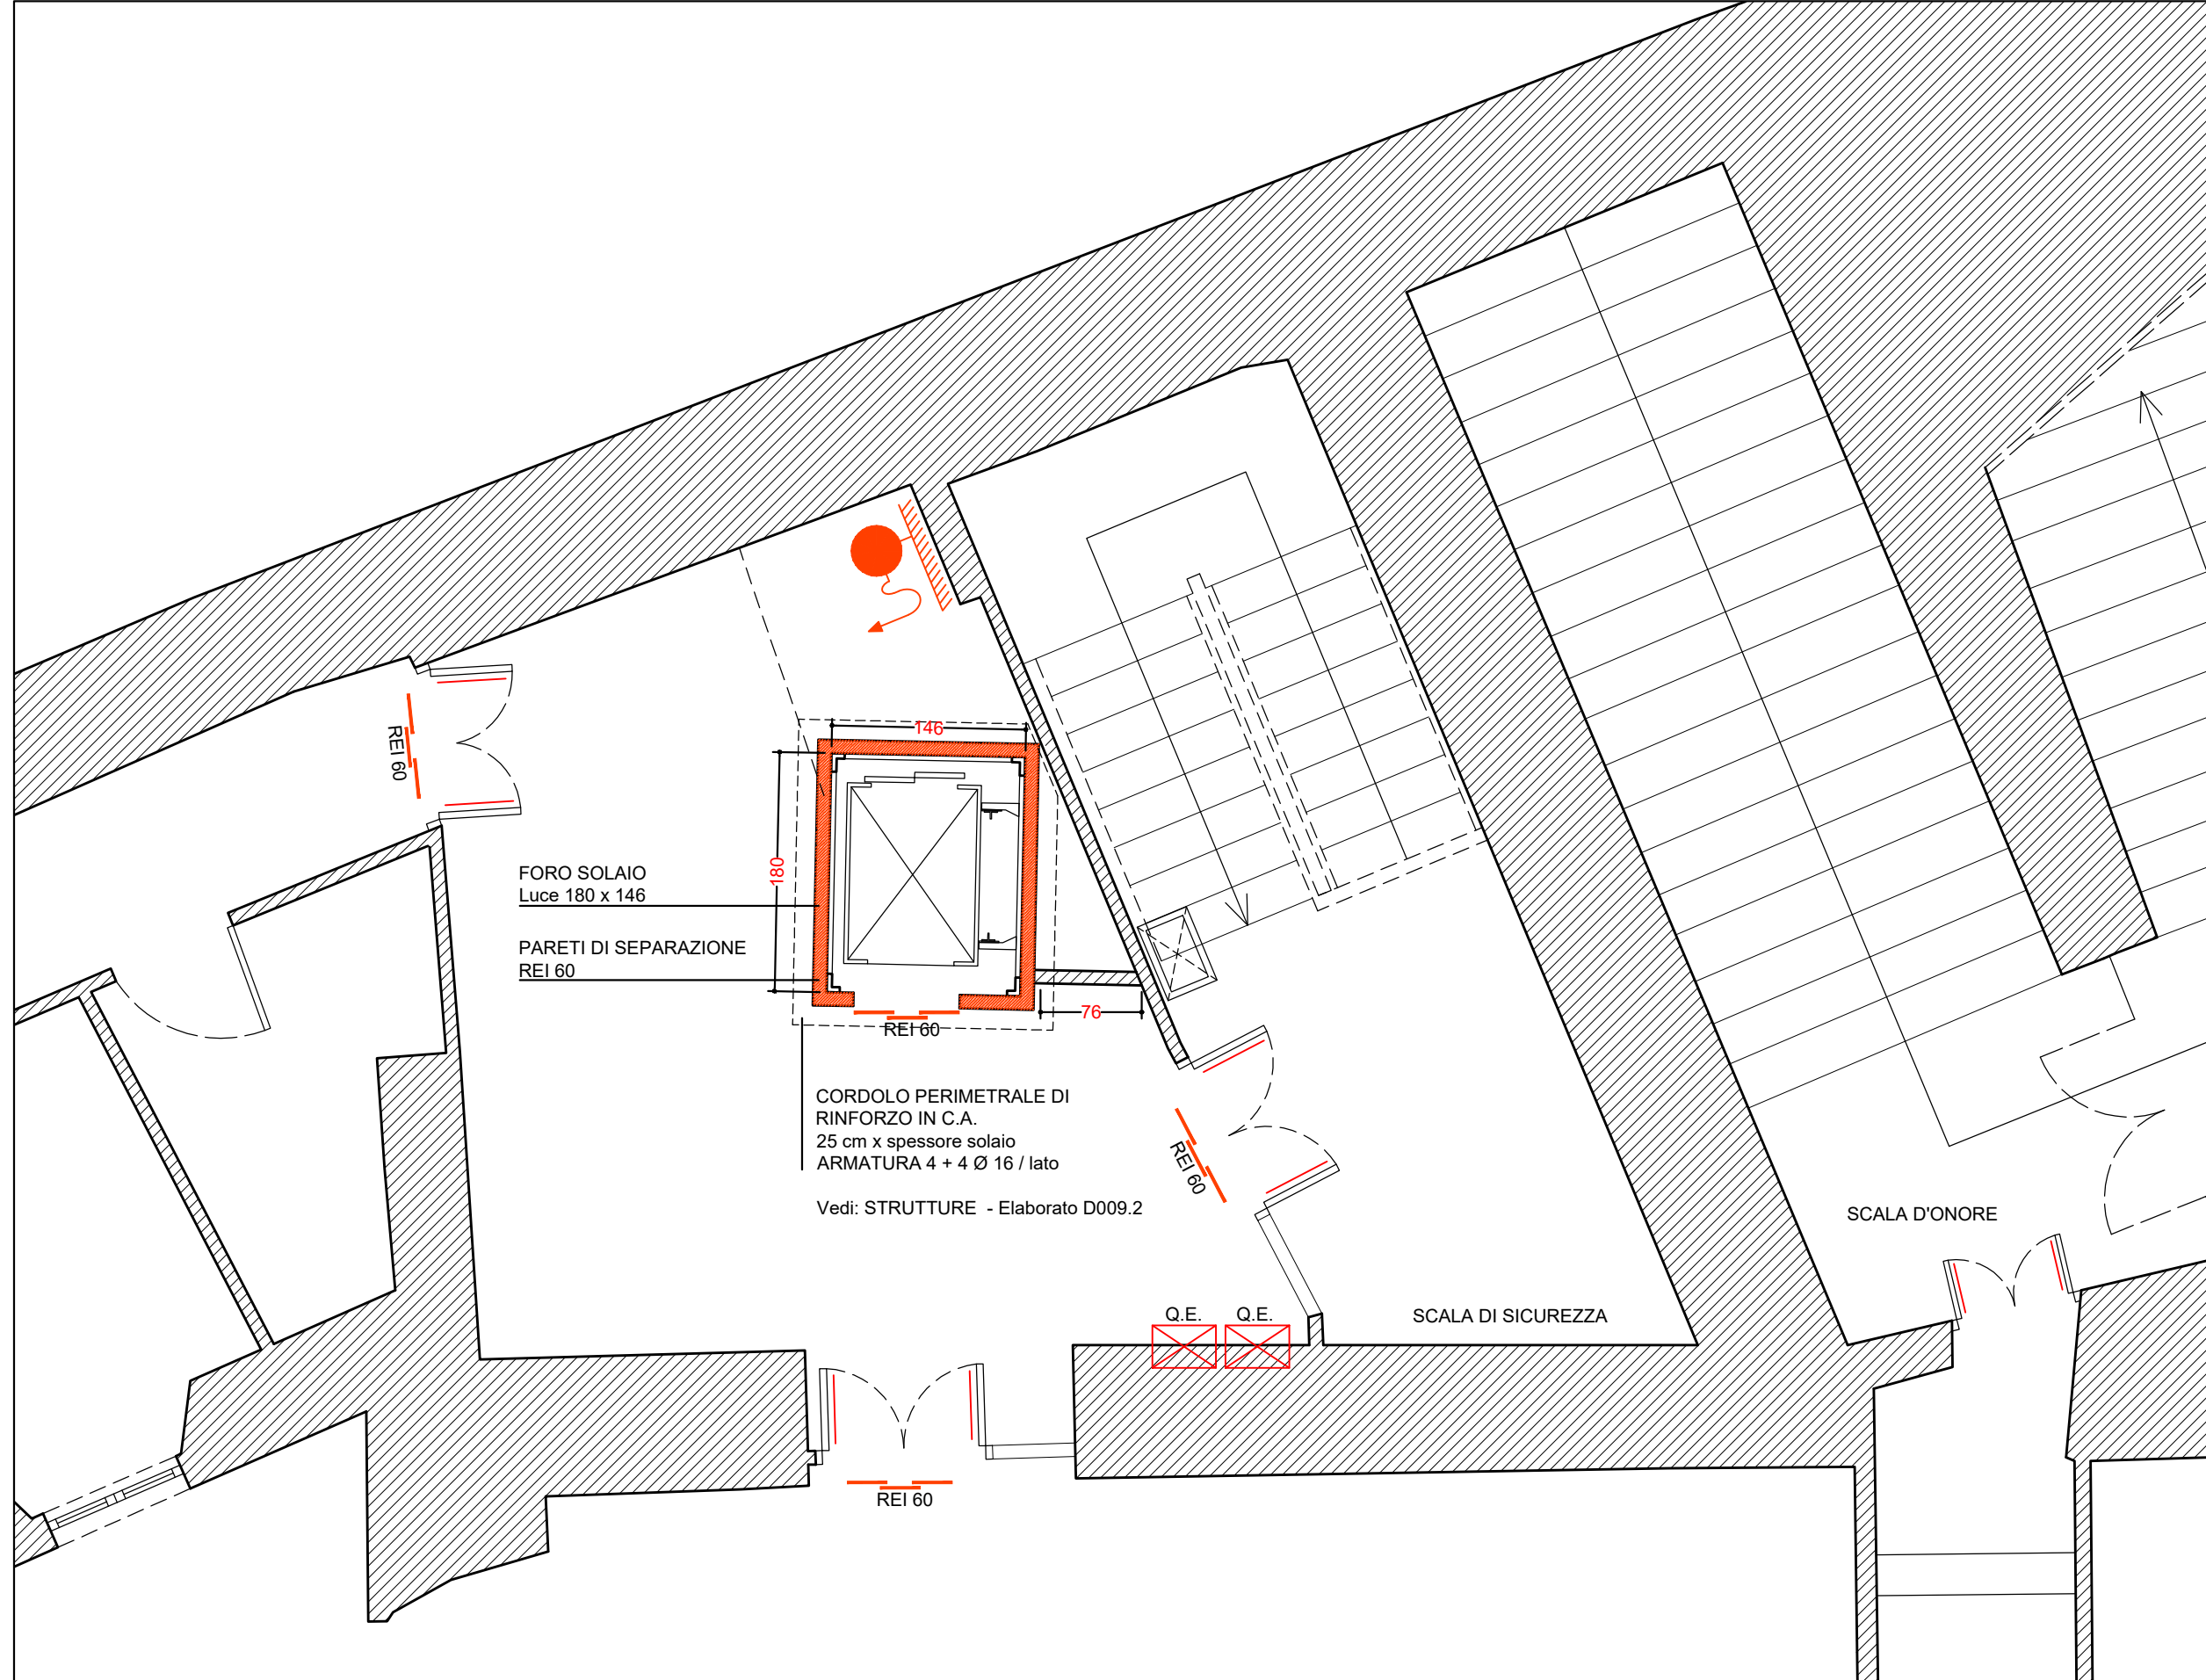 146
REI 60
180
FORO SOLAIO
Luce 180 x 146
PARETI DI SEPARAZIONE
REI 60
76
REI 60
CORDOLO PERIMETRALE DI
RINFORZO IN C.A.
25 cm x spessore solaio
ARMATURA 4 + 4 Ø 16 / lato
Vedi: STRUTTURE - Elaborato D009.2
REI 60
SCALA D'ONORE
Q.E.
Q.E.
SCALA DI SICUREZZA
REI 60